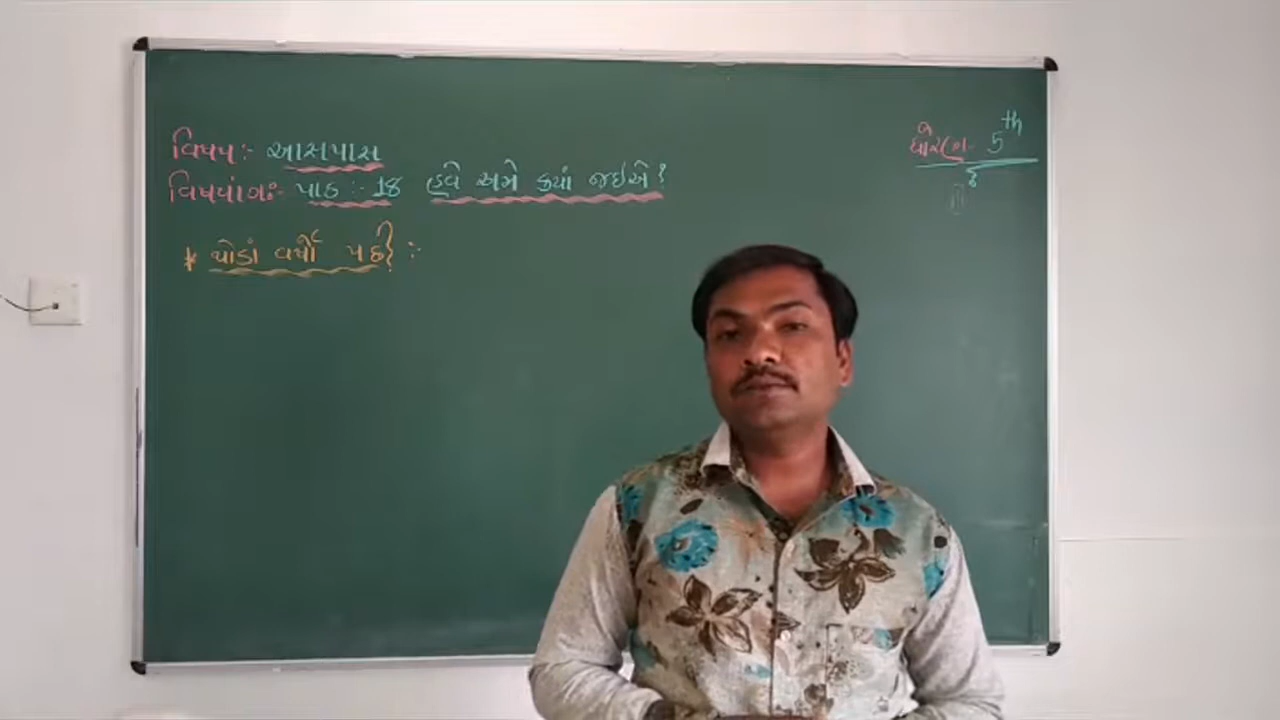 વિષય:- આસપાસ
ધોરણ- 5th
વિષયાંગઃ- પાઠ :- 18 હવે અમે ક્યાં જઈએ?
* થોડાં વર્ષો પછી :-